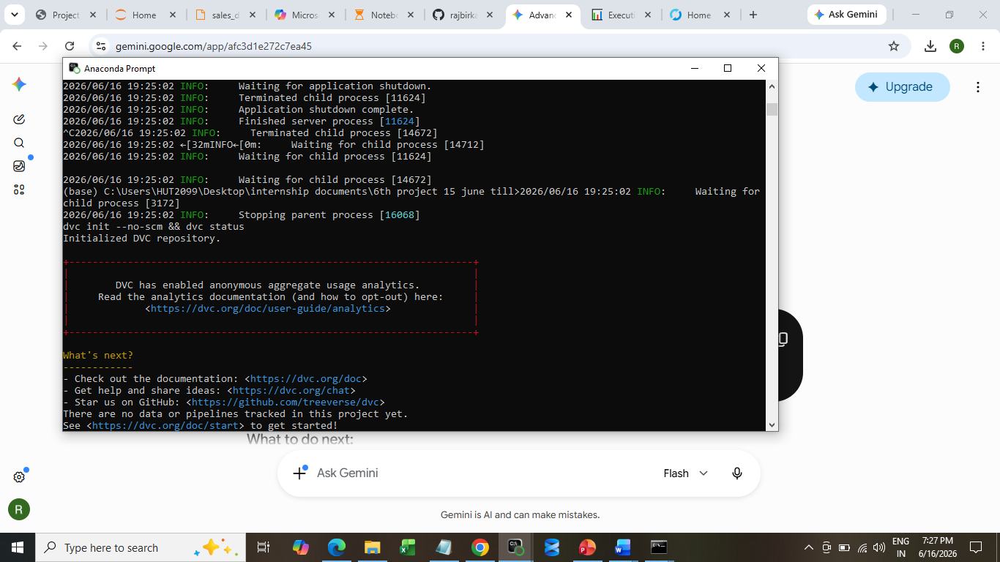 Project
Home
sales_d
Micros
Noteb
rajbirka
Advan
Executi
Home
Ask Gemini
gemini.google.com/app/afc3d1e272c7ea45
R
Anaconda Prompt
Upgrade
2026/06/16 19:25:02 INFO:     Waiting for application shutdown.
2026/06/16 19:25:02 INFO:     Terminated child process [11624]
2026/06/16 19:25:02 INFO:     Application shutdown complete.
2026/06/16 19:25:02 INFO:     Finished server process [11624]
^C2026/06/16 19:25:02 INFO:     Terminated child process [14672]
2026/06/16 19:25:02 ←[32mINFO←[0m:     Waiting for child process [14712]
2026/06/16 19:25:02 INFO:     Waiting for child process [11624]
2026/06/16 19:25:02 INFO:     Waiting for child process [14672]
(base) C:\Users\HUT2099\Desktop\internship documents\6th project 15 june till>2026/06/16 19:25:02 INFO:     Waiting for
child process [3172]
2026/06/16 19:25:02 INFO:     Stopping parent process [16068]
dvc init --no-scm && dvc status
Initialized DVC repository.
+---------------------------------------------------------------------+
DVC has enabled anonymous aggregate usage analytics.
Read the analytics documentation (and how to opt-out) here:
<https://dvc.org/doc/user-guide/analytics>
+---------------------------------------------------------------------+
What's next?
------------
- Check out the documentation: <https://dvc.org/doc>
- Get help and share ideas: <https://dvc.org/chat>
- Star us on GitHub: <https://github.com/treeverse/dvc>
There are no data or pipelines tracked in this project yet.
See <https://dvc.org/doc/start> to get started!
What to do next:
Ask Gemini
Flash
R
Gemini is AI and can make mistakes.
Type here to search
ENG
IN
7:27 PM
6/16/2026